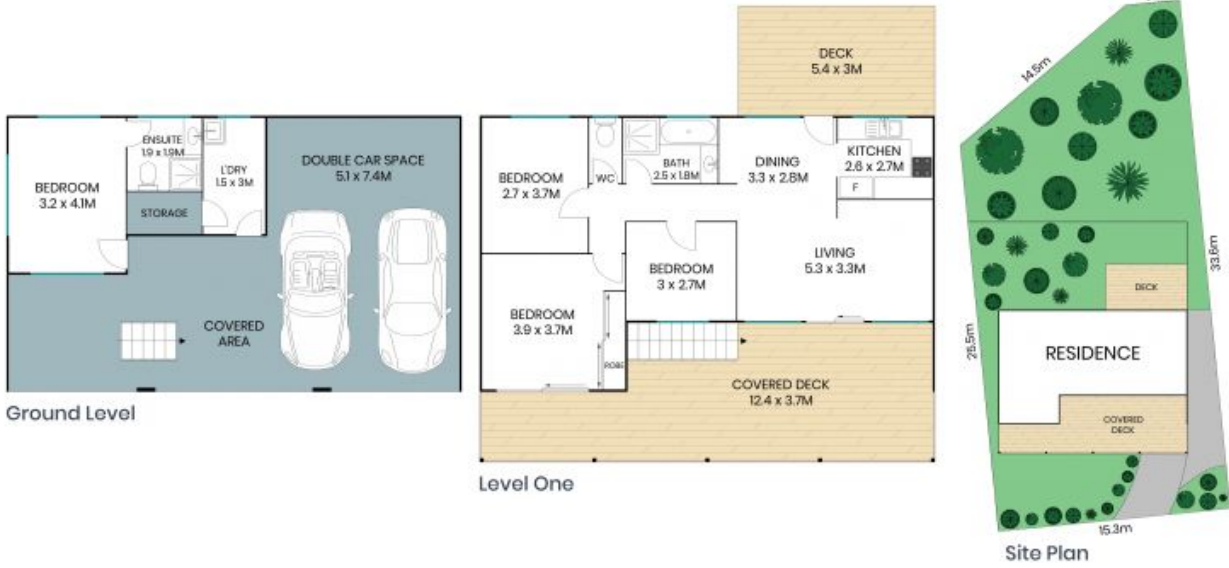 ENSUITE
1.9 x 1.9M
L'DRY
1.5 x 3M
DOUBLE CAR SPACE
5.1 x 7.4M
BEDROOM
3.2 x 4.1M
STORAGE
COVERED
AREA
Ground Level
DECK
5.4 x 3M
BEDROOM
2.7 x 3.7M
WC
BATH
2.5 x 1.8M
DINING
3.3 x 2.8M
KITCHEN
2.6 x 2.7M
F
BEDROOM
3 x 2.7M
LIVING
5.3 x 3.3M
BEDROOM
3.9 x 3.7M
ROBE
COVERED DECK
12.4 x 3.7M
Level One
14.5m
33.6m
DECK
25.5m
RESIDENCE
COVERED
DECK
15.3m
Site Plan